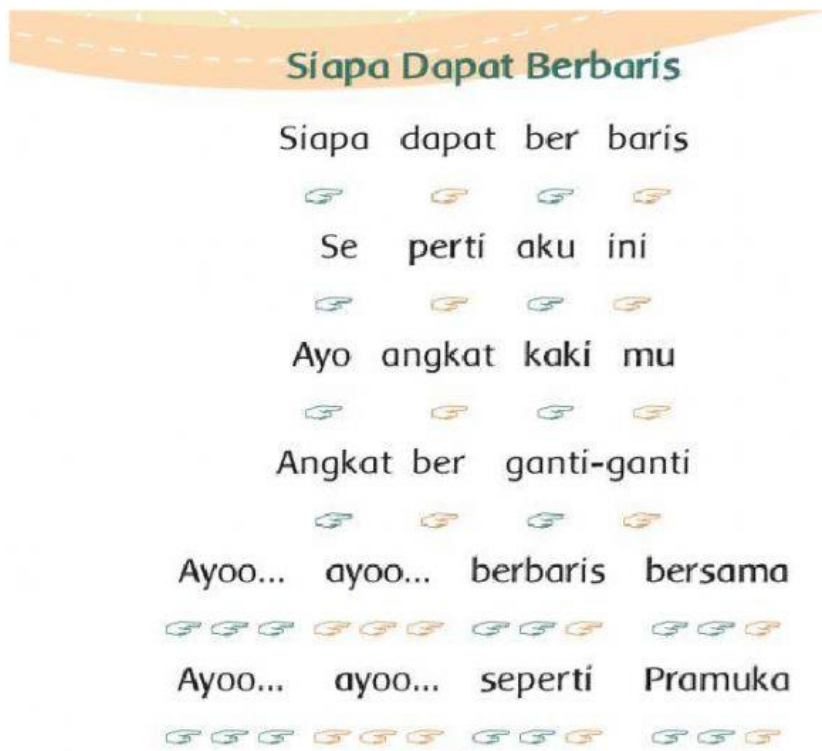 Siapa Dapat Berbaris
Siapa dapat ber baris
Se perti aku ini
Ayo angkat kaki mu
Angkat ber ganti-ganti
Ayoo... ayoo... berbaris bersama
Ayoo... ayoo... seperti Pramuka